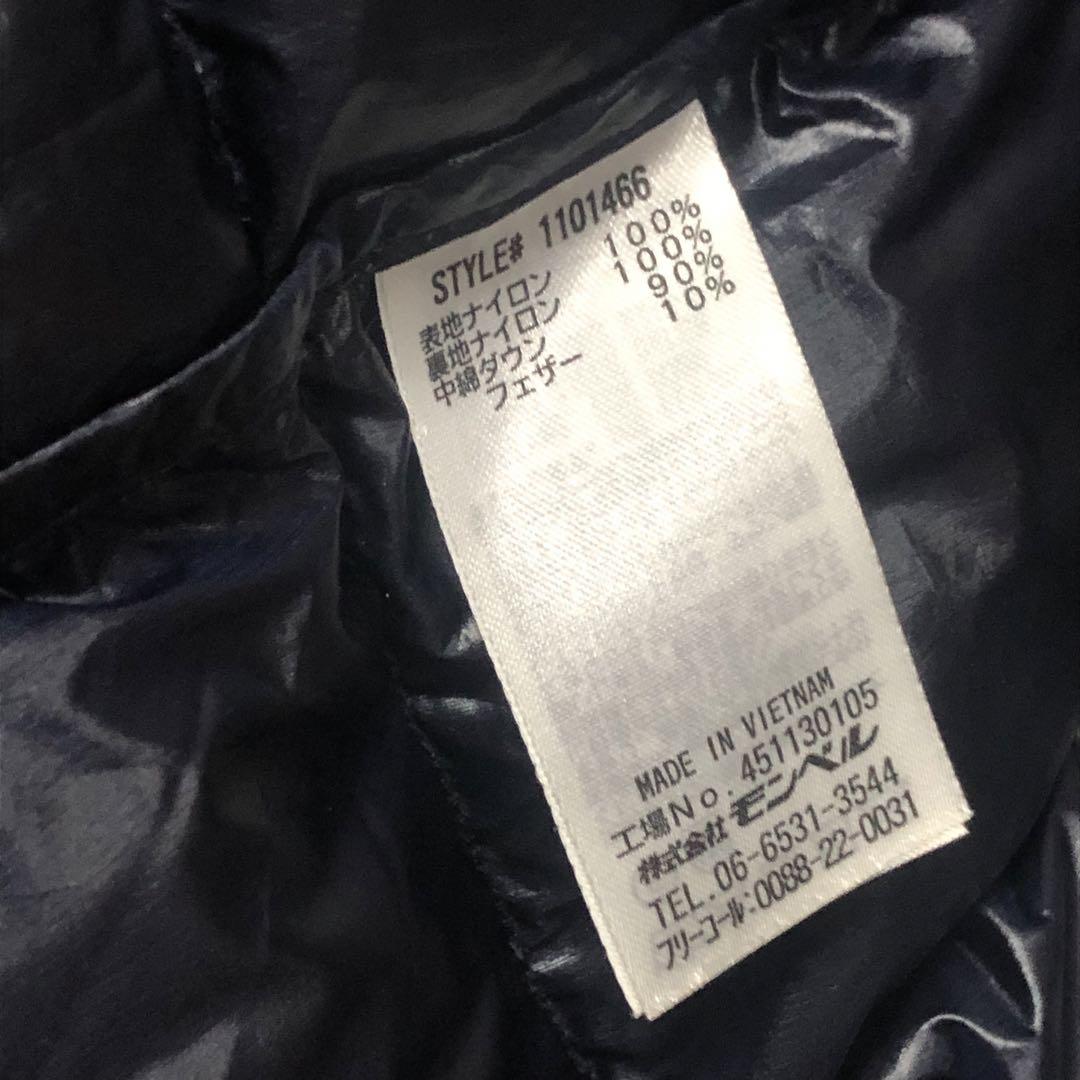 STYLE# 1101466
表地ナイロン 100%
裏地ナイロン 100%
中綿ダウン 90%
フェザー 10%
MADE IN VIETNAM
工場No.451130105
株式会社モンベル
TEL.06-6531-3544
フリーコール:0088-22-0031